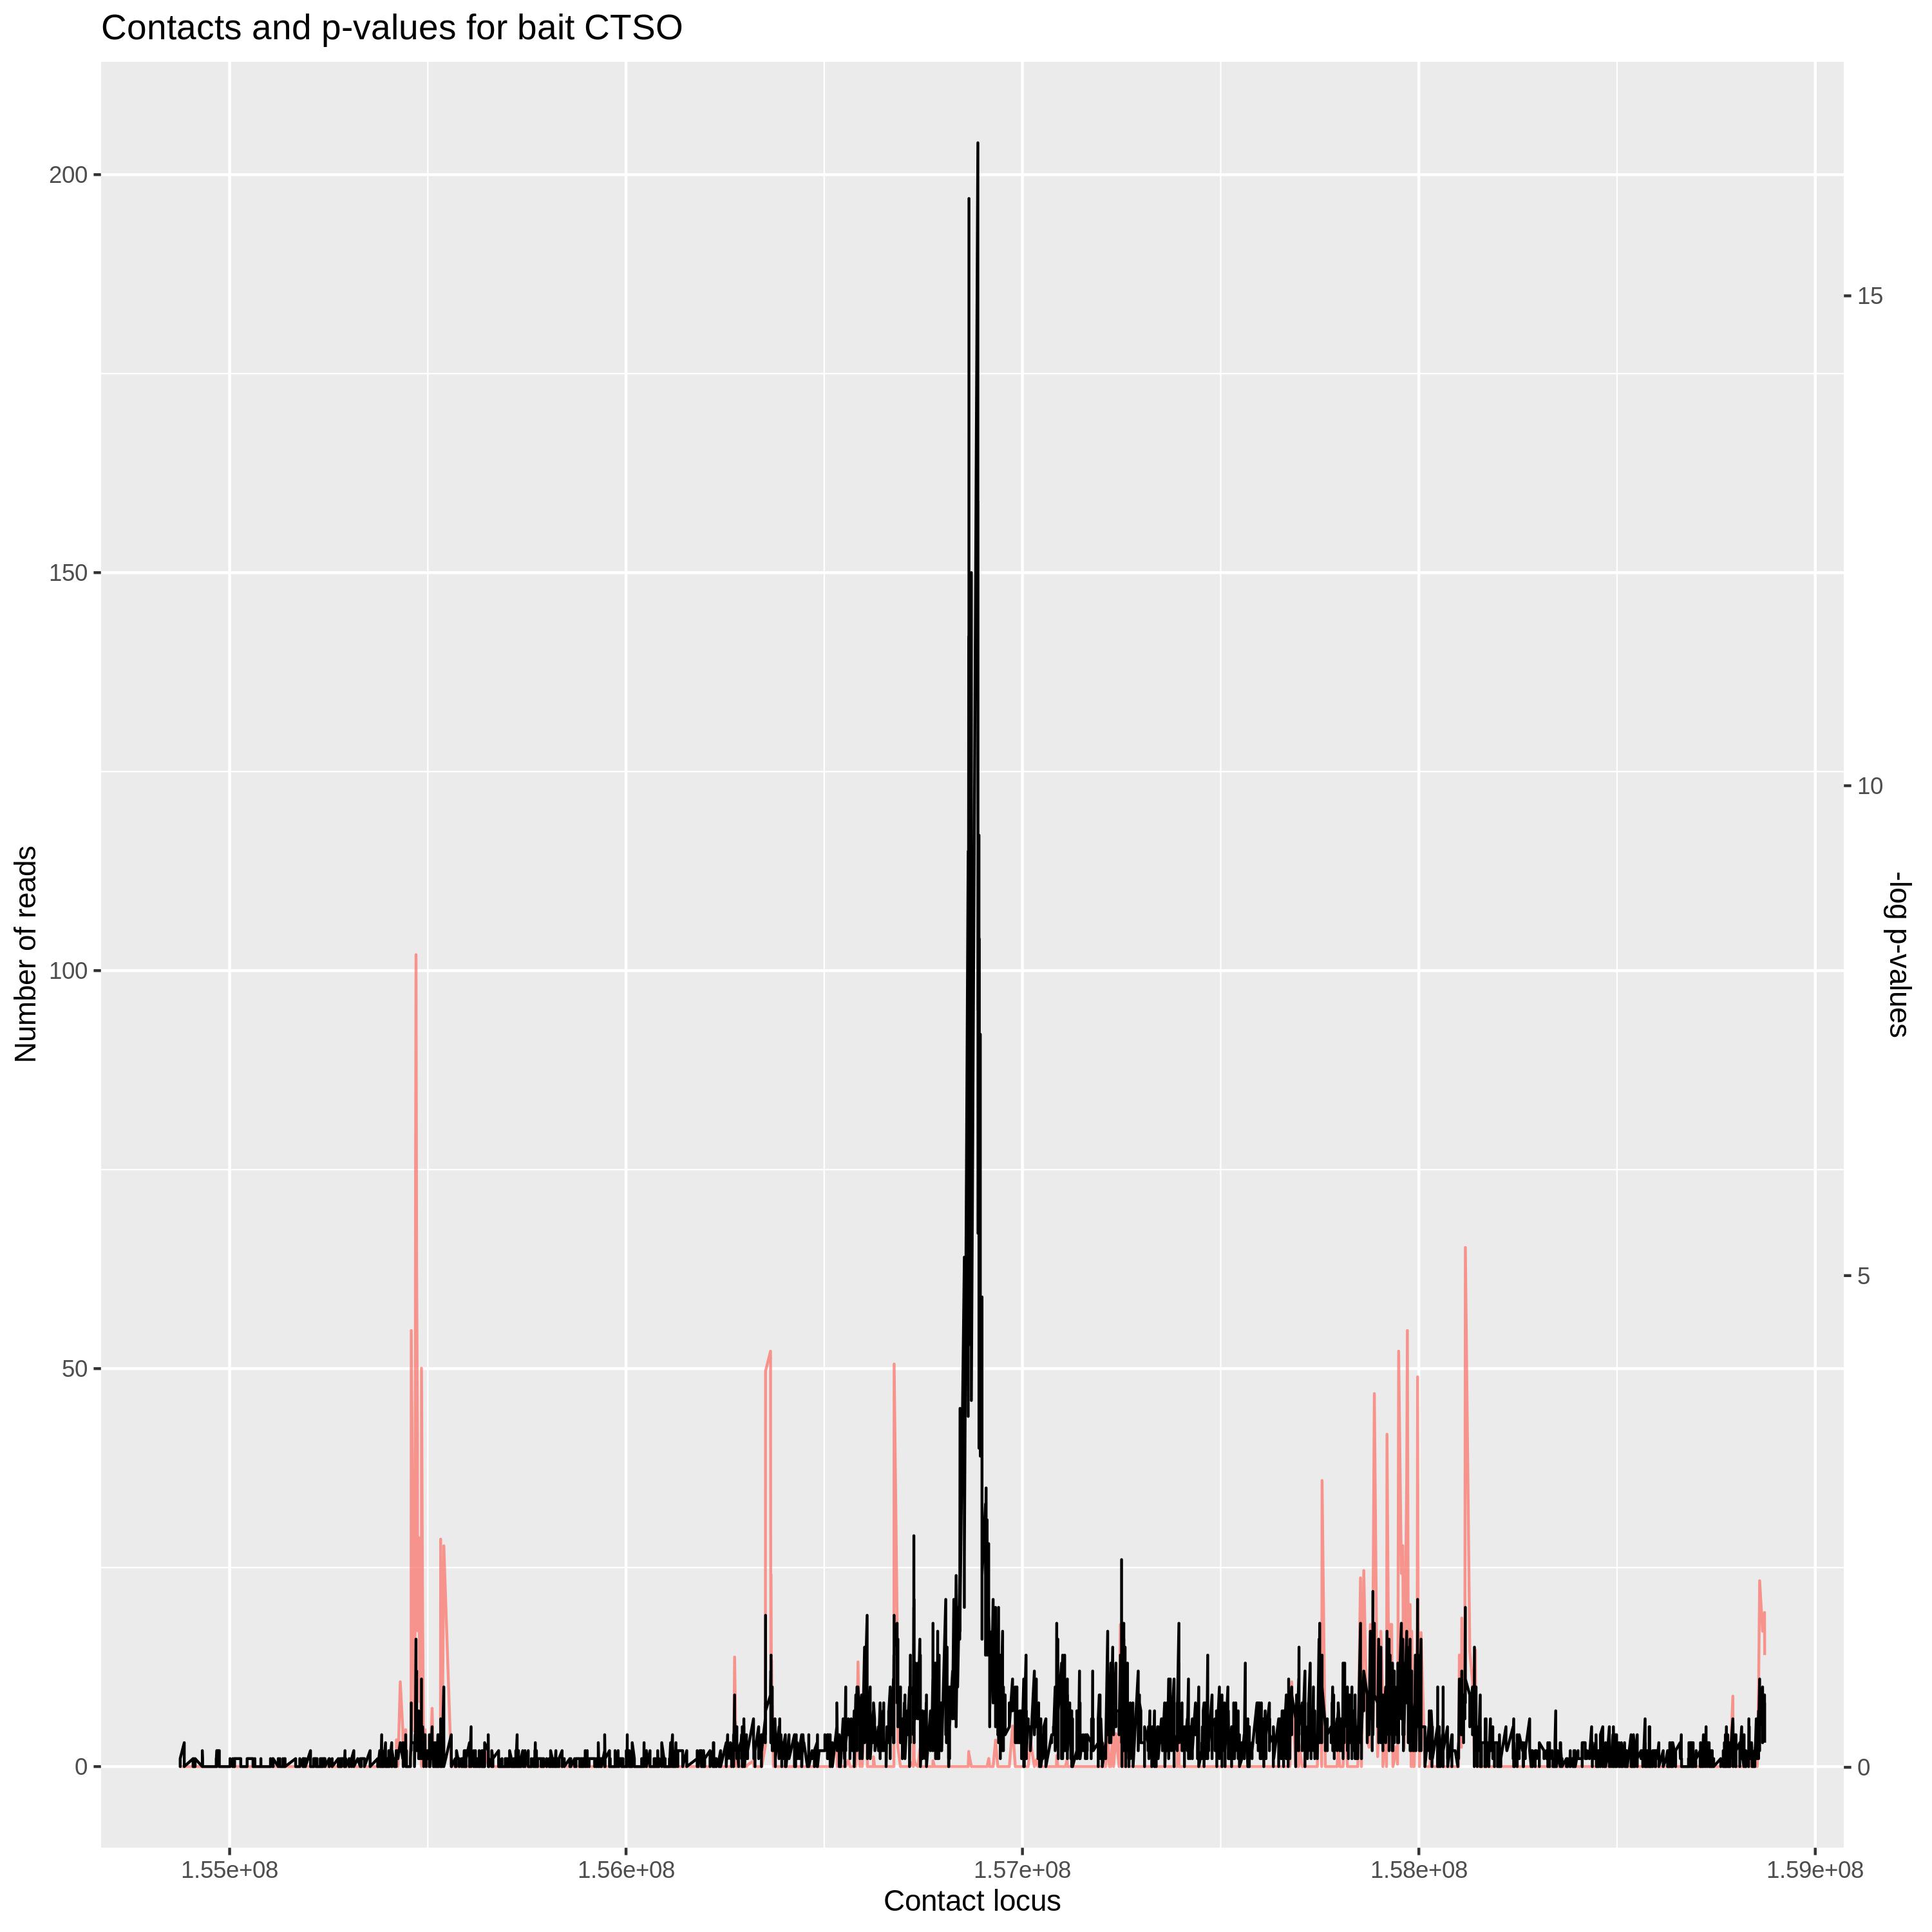 Contacts and p-values for bait CTSO
Number of reads
200
150
100
50
0
15
10
5
0
-log p-values
1.55e+08 1.56e+08 1.57e+08 1.58e+08 1.59e+08
Contact locus